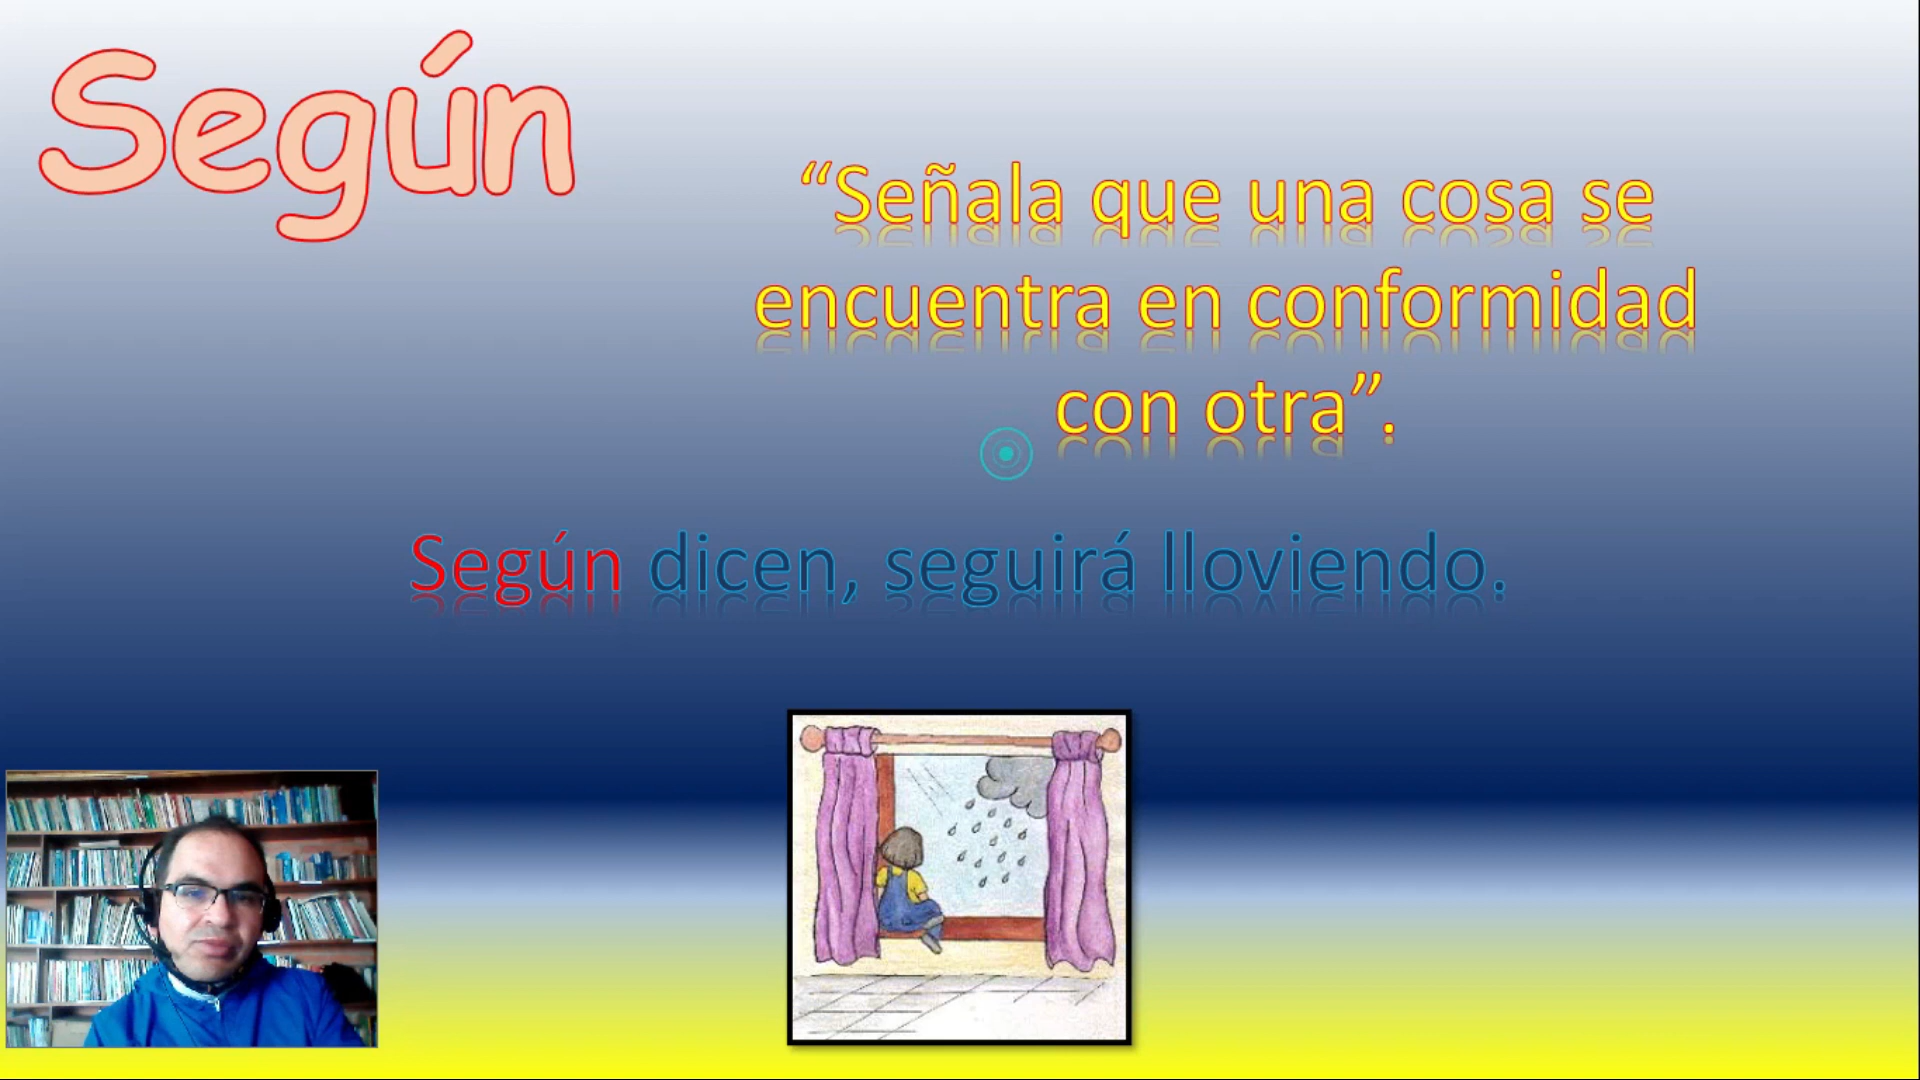 Según
“Señala que una cosa se
encuentra en conformidad
con otra”.
Según dicen, seguirá lloviendo.